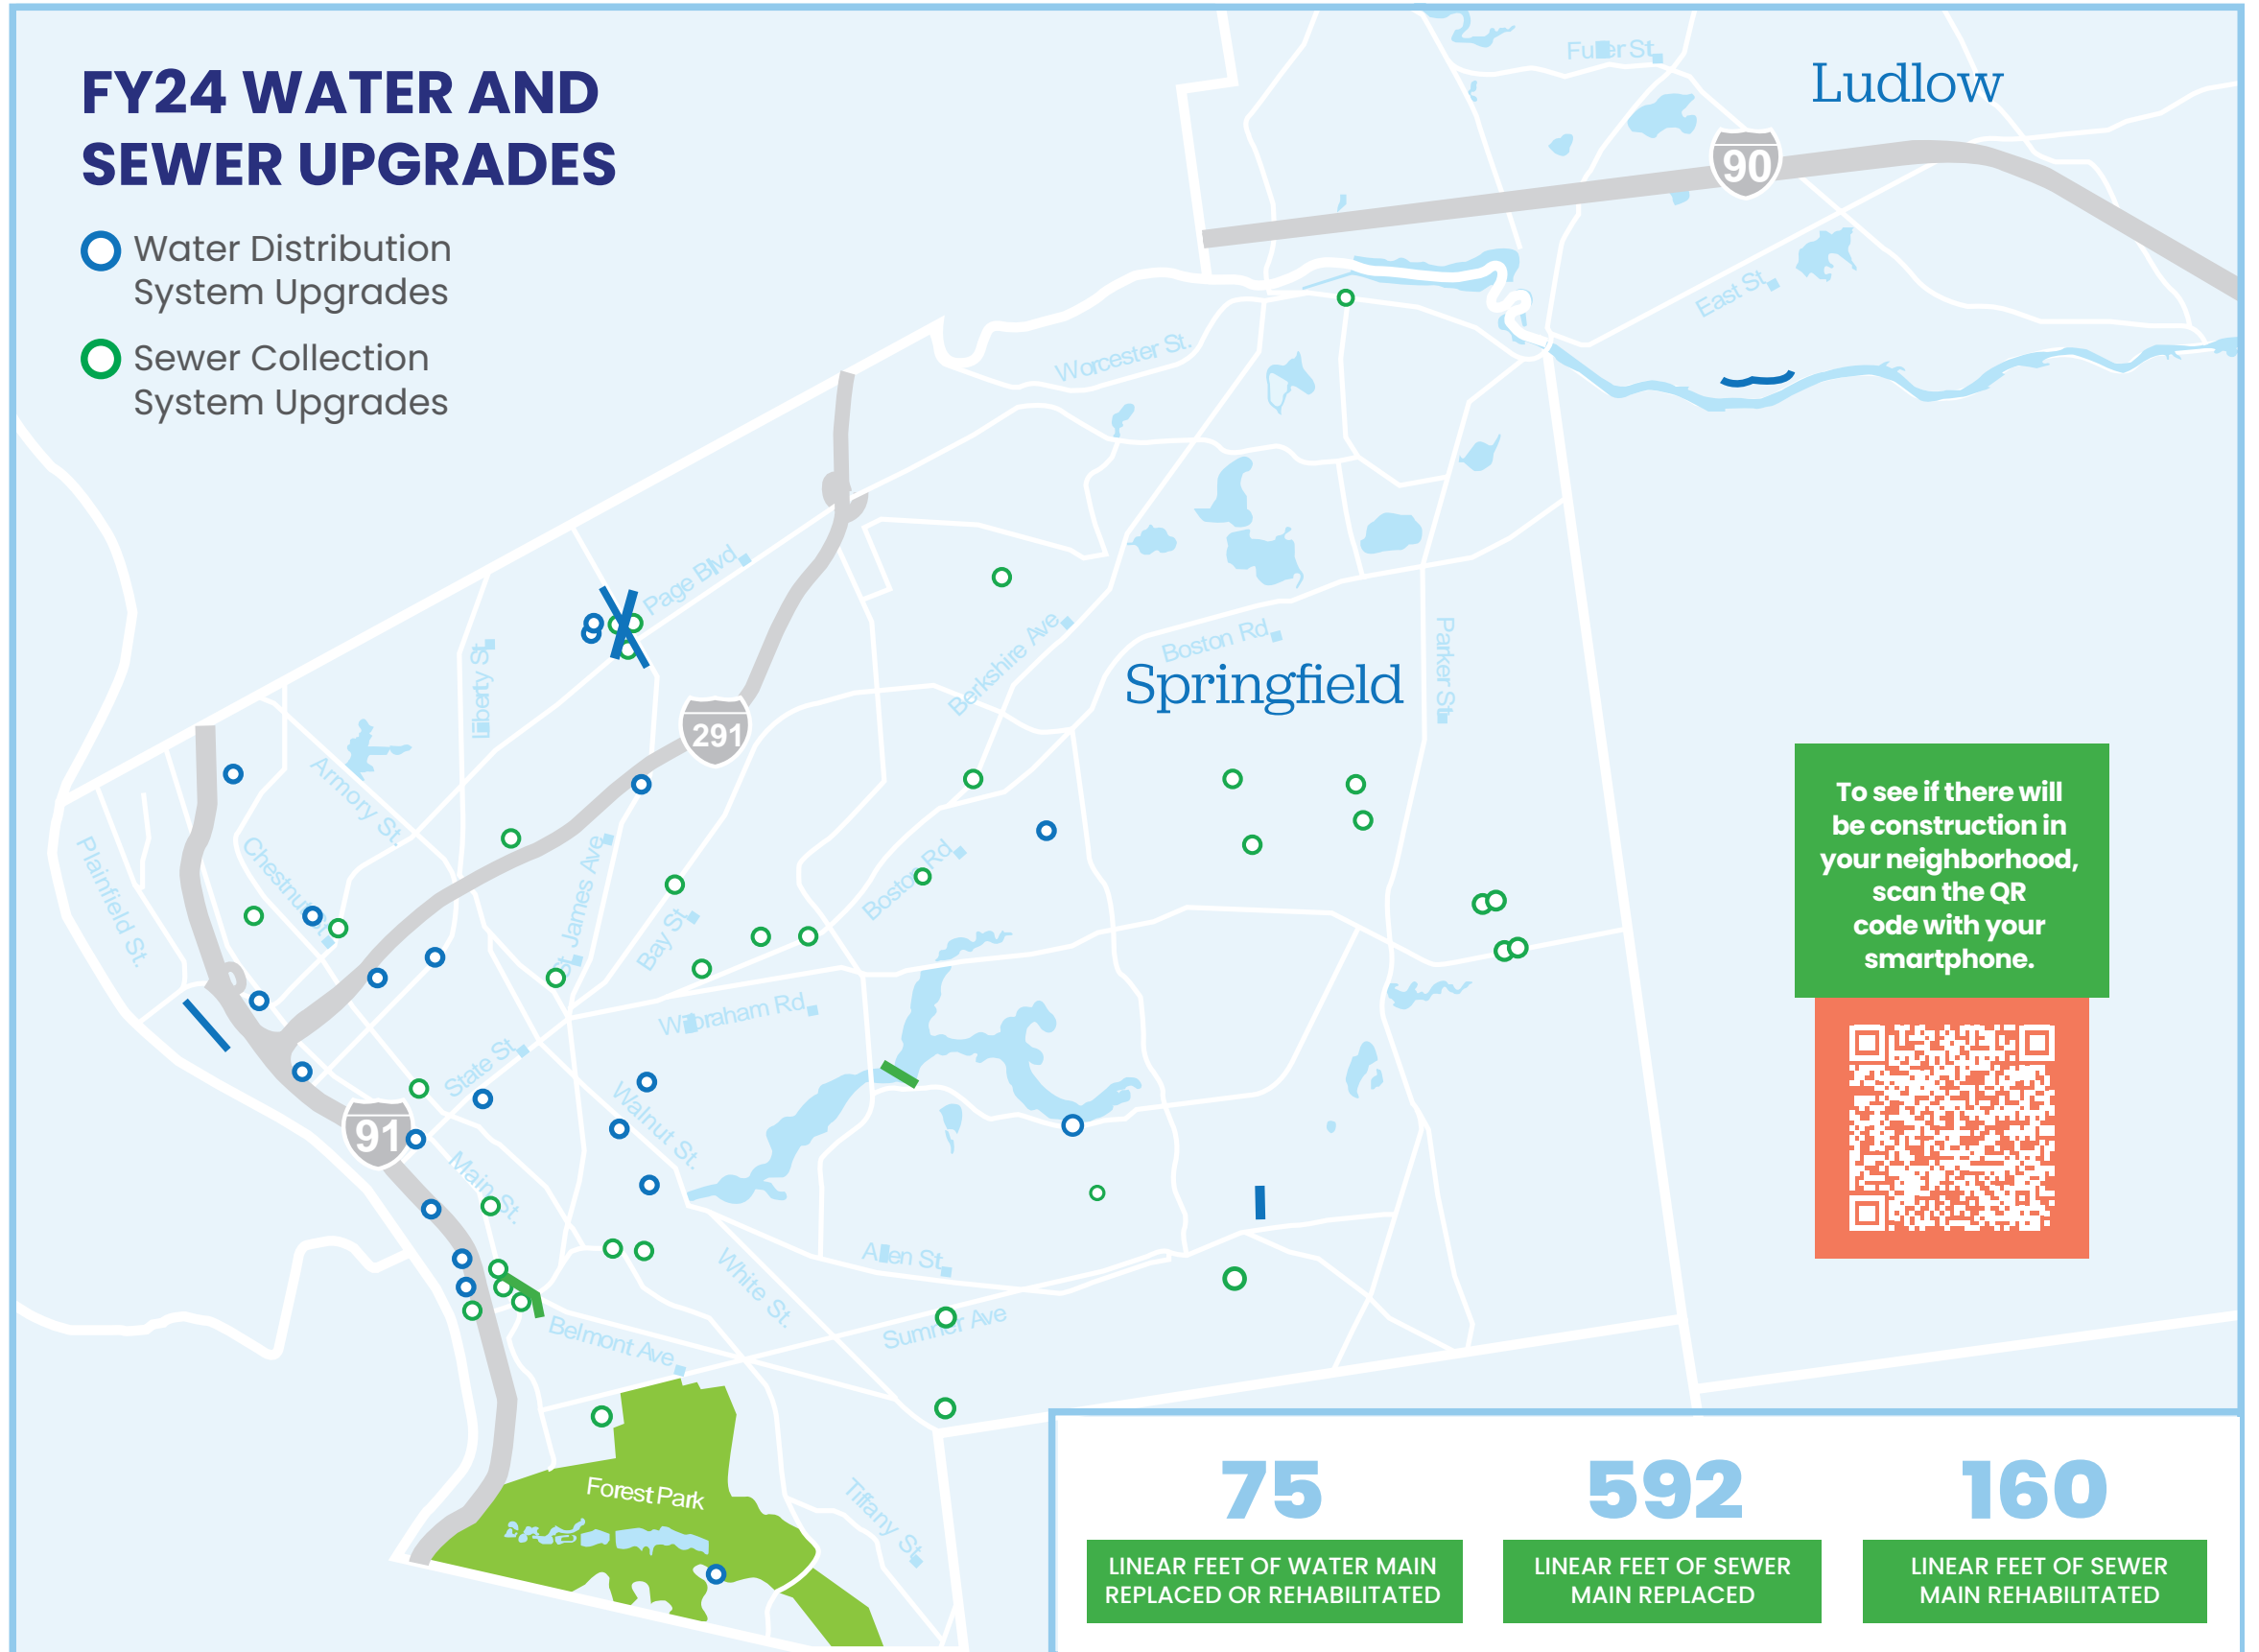 FY24 WATER AND
SEWER UPGRADES
Water Distribution
System Upgrades
Sewer Collection
System Upgrades
Fuller St.
Ludlow
90
East St.
Worcester St.
Page Blvd.
Liberty St.
Berkshire Ave.
Boston Rd.
Parker St.
Springfield
291
Armory St.
Plainfield St.
Chestnut St.
St. James Ave.
Bay St.
Boston Rd.
Wilbraham Rd.
State St.
Walnut St.
91
Main St.
Allen St.
White St.
Sumner Ave
Belmont Ave.
Forest Park
Tiffany St.
To see if there will
be construction in
your neighborhood,
scan the QR
code with your
smartphone.
75
LINEAR FEET OF WATER MAIN
REPLACED OR REHABILITATED
592
LINEAR FEET OF SEWER
MAIN REPLACED
160
LINEAR FEET OF SEWER
MAIN REHABILITATED